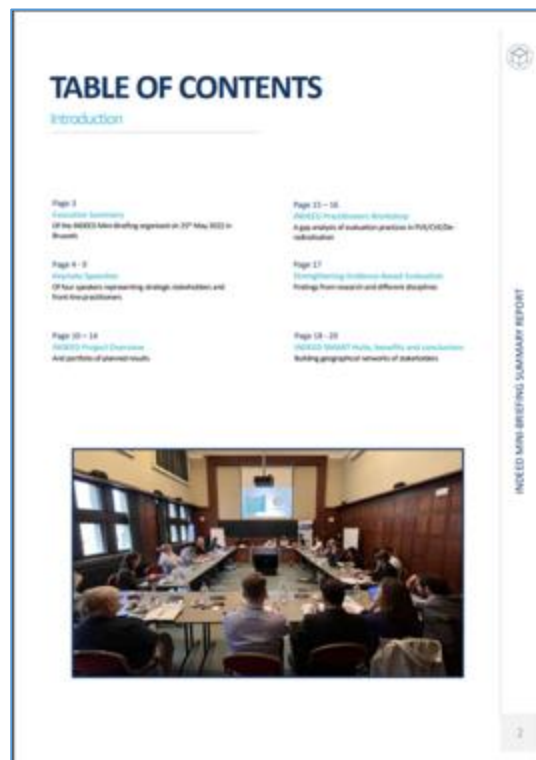 TABLE OF CONTENTS
Introduction
Page 3
Executive Summary
Of the INDEED Mini-Briefing organised on 25th May 2022 in
Brussels
Page 4 - 9
Keynote Speeches
Of four speakers representing strategic stakeholders and
front-line practitioners
Page 10 – 14
INDEED Project Overview
And portfolio of planned results
Page 15 – 16
INDEED Practitioners Workshop
A gap analysis of evaluation practices in PVE/CVE/De-
radicalisation
Page 17
Strengthening Evidence-Based Evaluation
Findings from research and different disciplines
Page 18 - 20
INDEED SMART Hubs, benefits and conclusions
Building geographical networks of stakeholders
INDEED MINI-BRIEFING SUMMARY REPORT
2